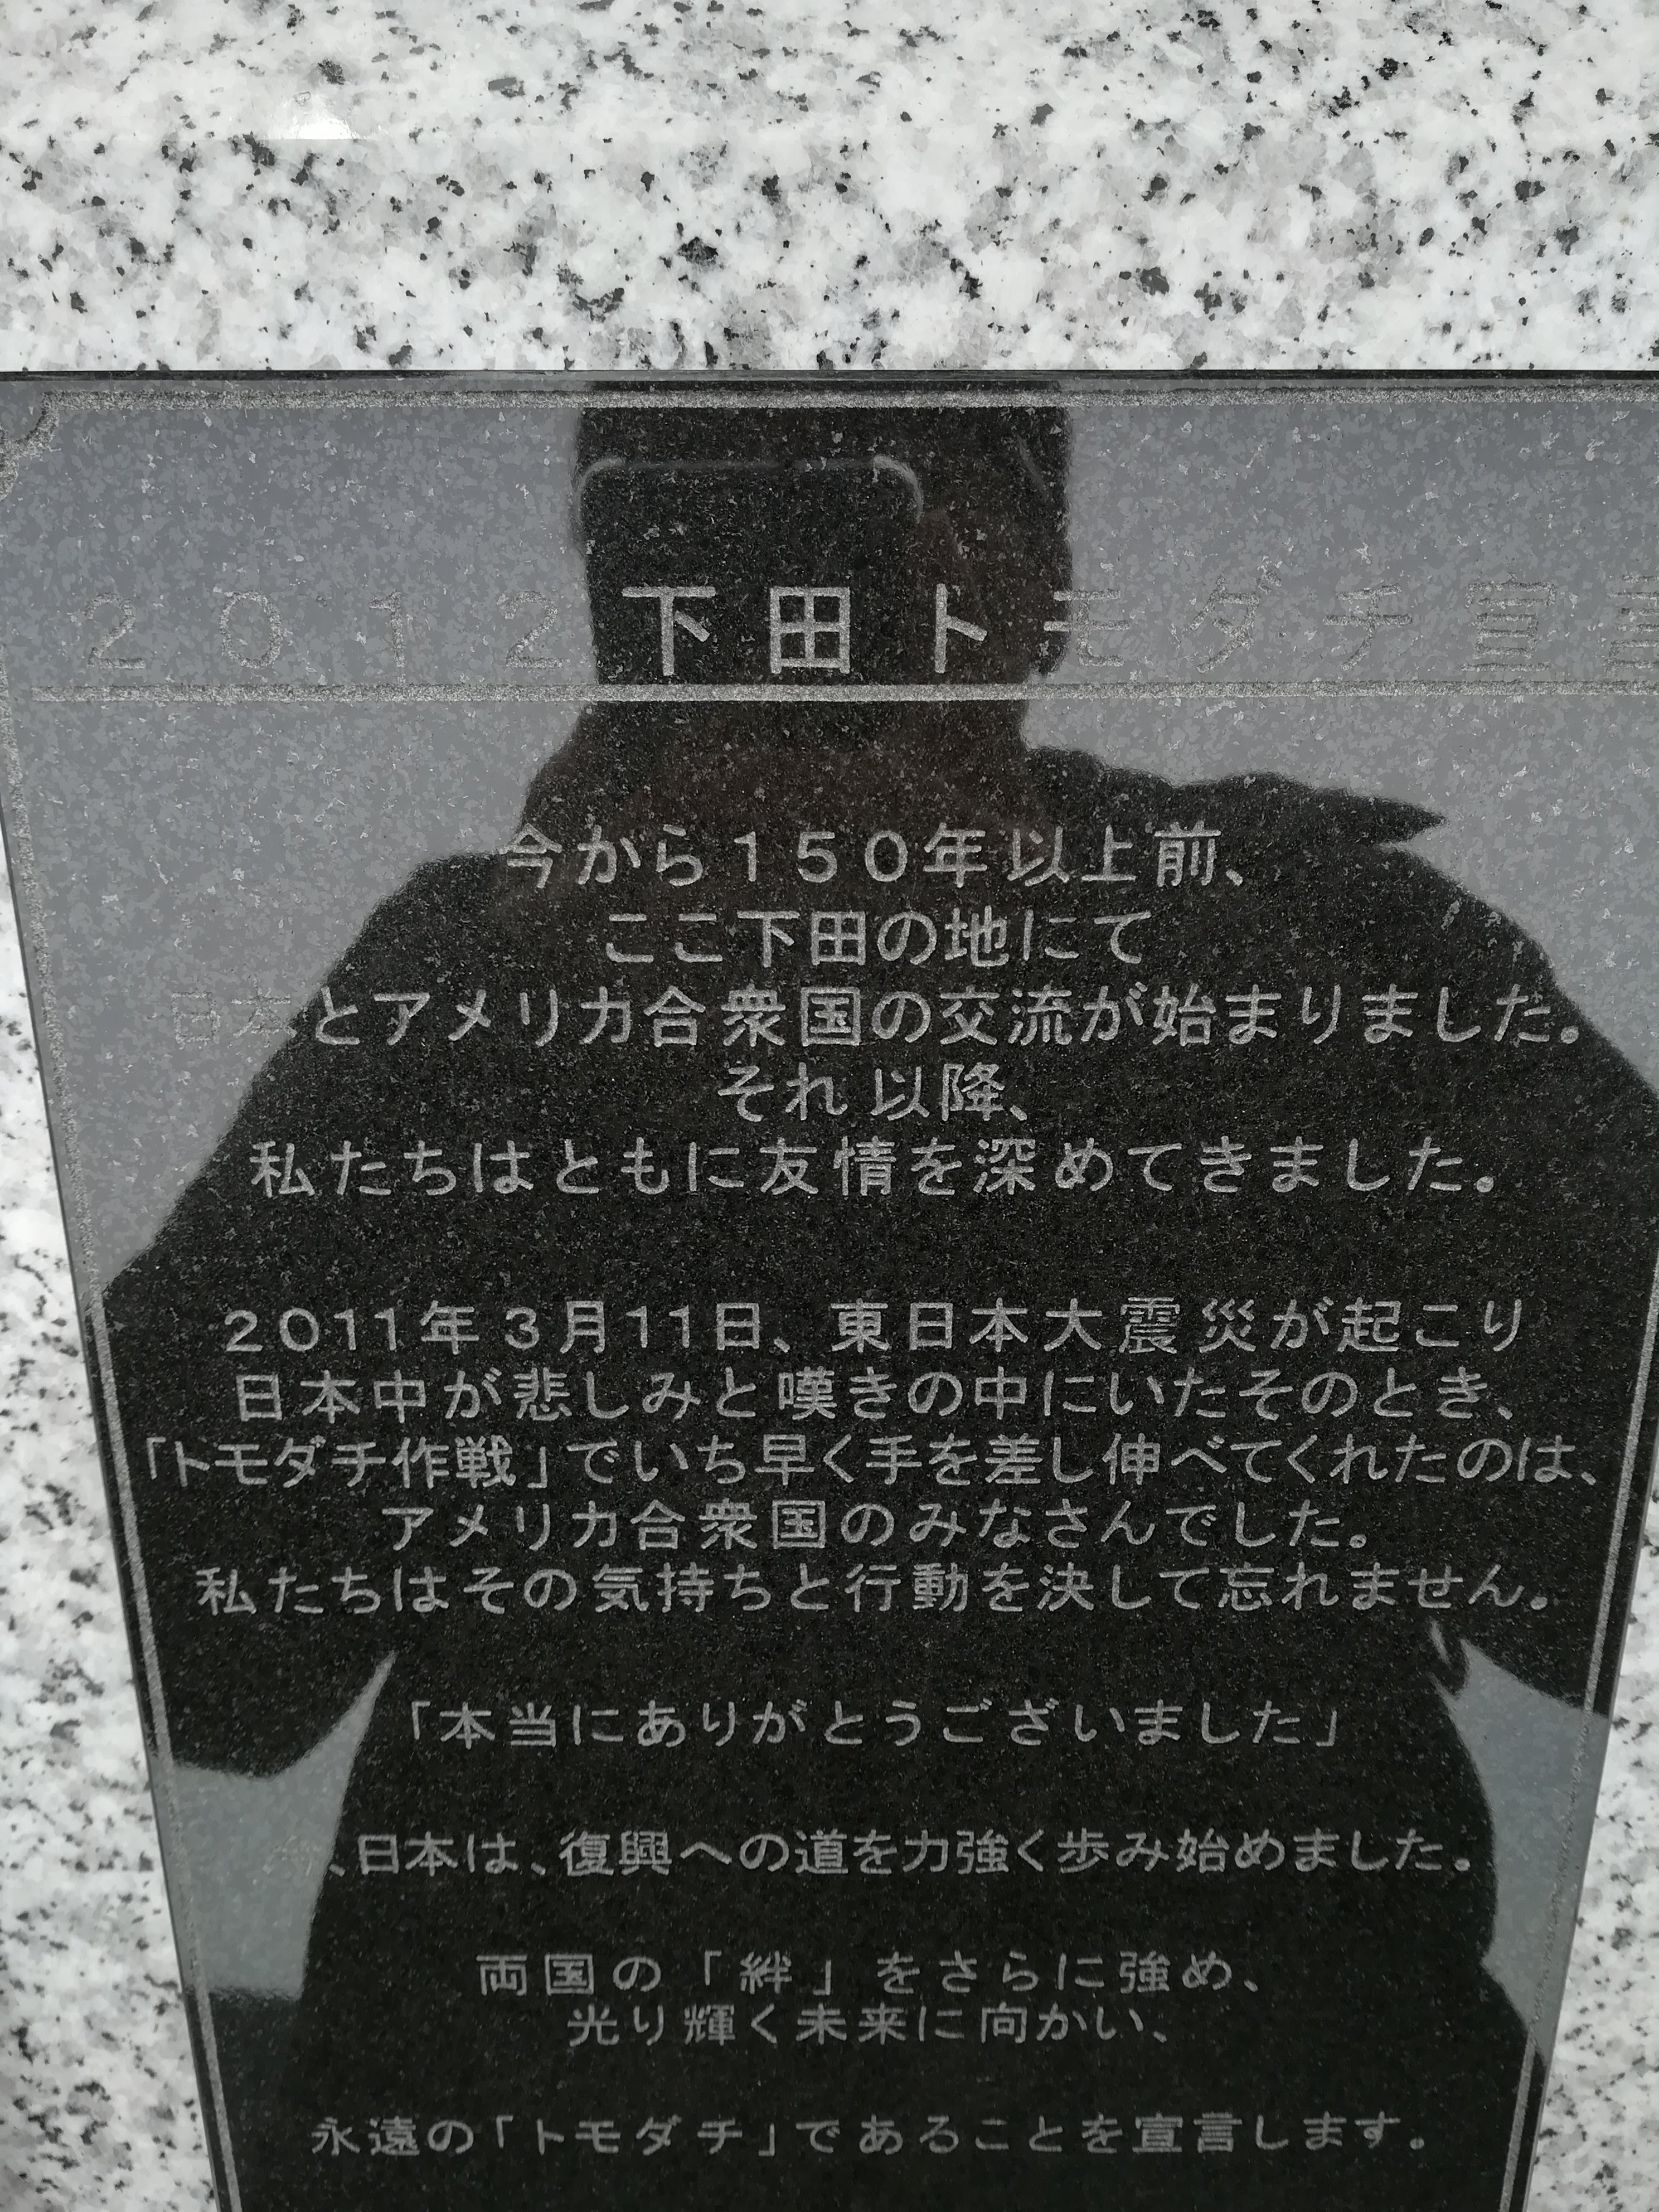 2012下田トモダチ宣言
今から150年以上前、
ここ下田の地にて
日本とアメリカ合衆国の交流が始まりました。
それ以降、
私たちはともに友情を深めてきました。
2011年3月11日、東日本大震災が起こり
日本中が悲しみと嘆きの中にいたそのとき、
「トモダチ作戦」でいち早く手を差し伸べてくれたのは、
アメリカ合衆国のみなさんでした。
私たちはその気持ちと行動を決して忘れません。
「本当にありがとうございました」
、日本は、復興への道を力強く歩み始めました。
両国の「絆」をさらに強め、
光り輝く未来に向かい、
永遠の「トモダチ」であることを宣言します。